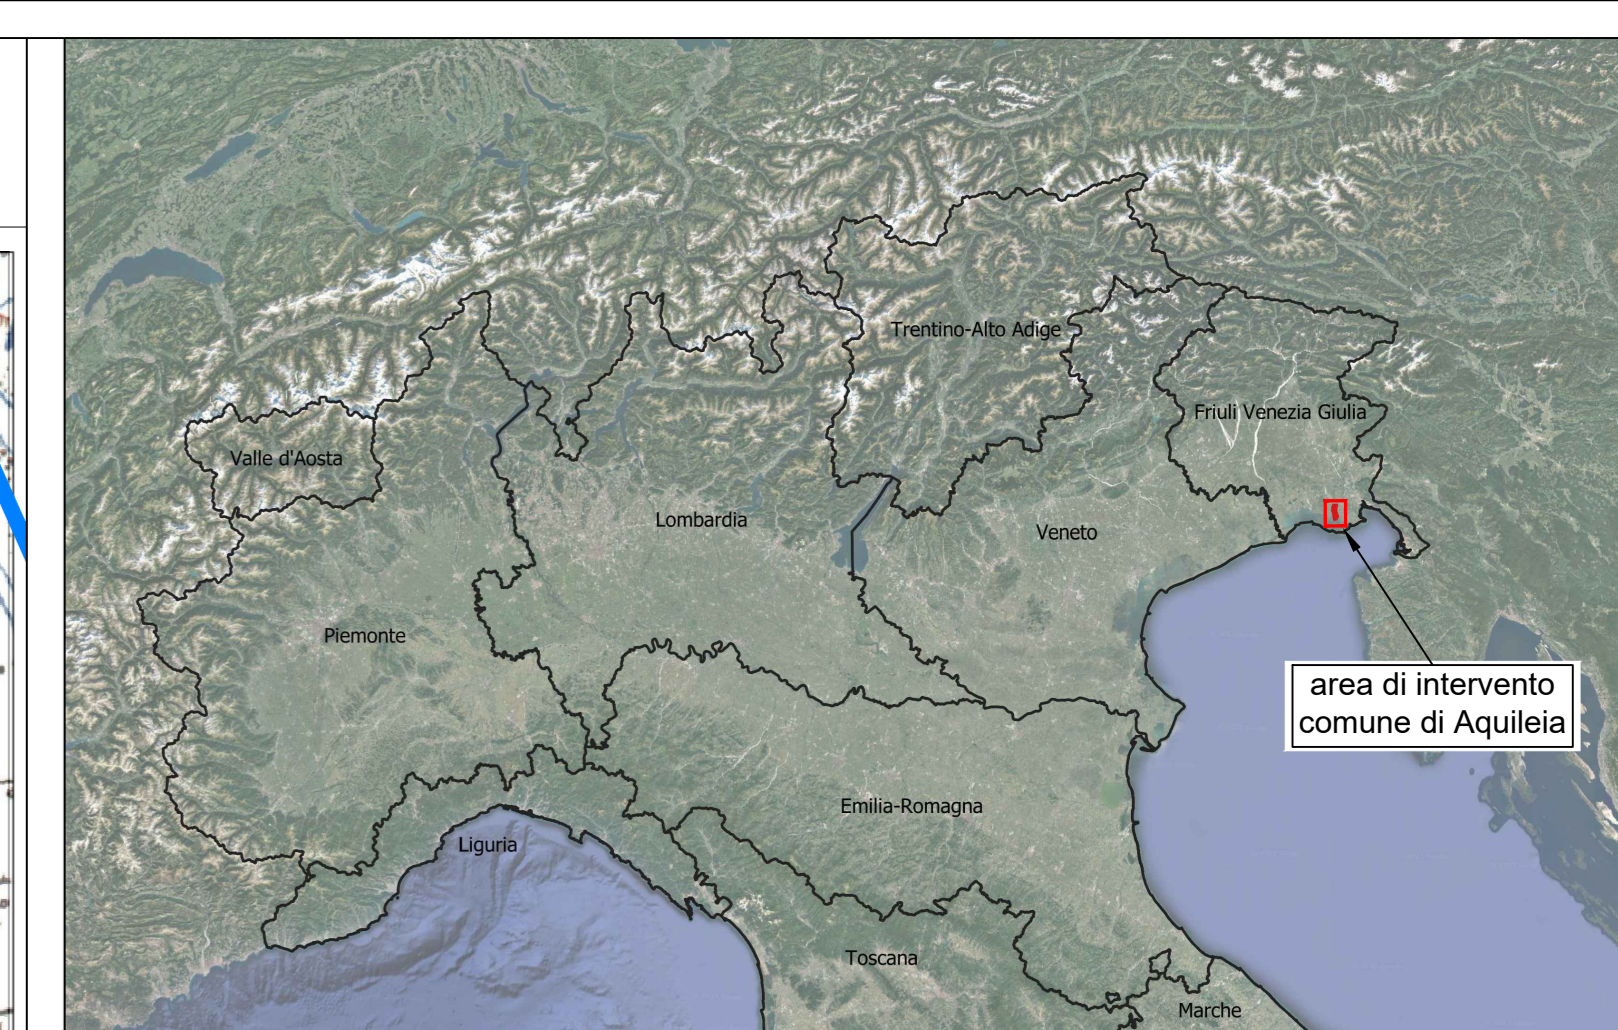 Trentino-Alto Adige
Friuli Venezia Giulia
Valle d'Aosta
Lombardia
Veneto
Piemonte
area di intervento
comune di Aquileia
Emilia-Romagna
Liguria
Toscana
Marche